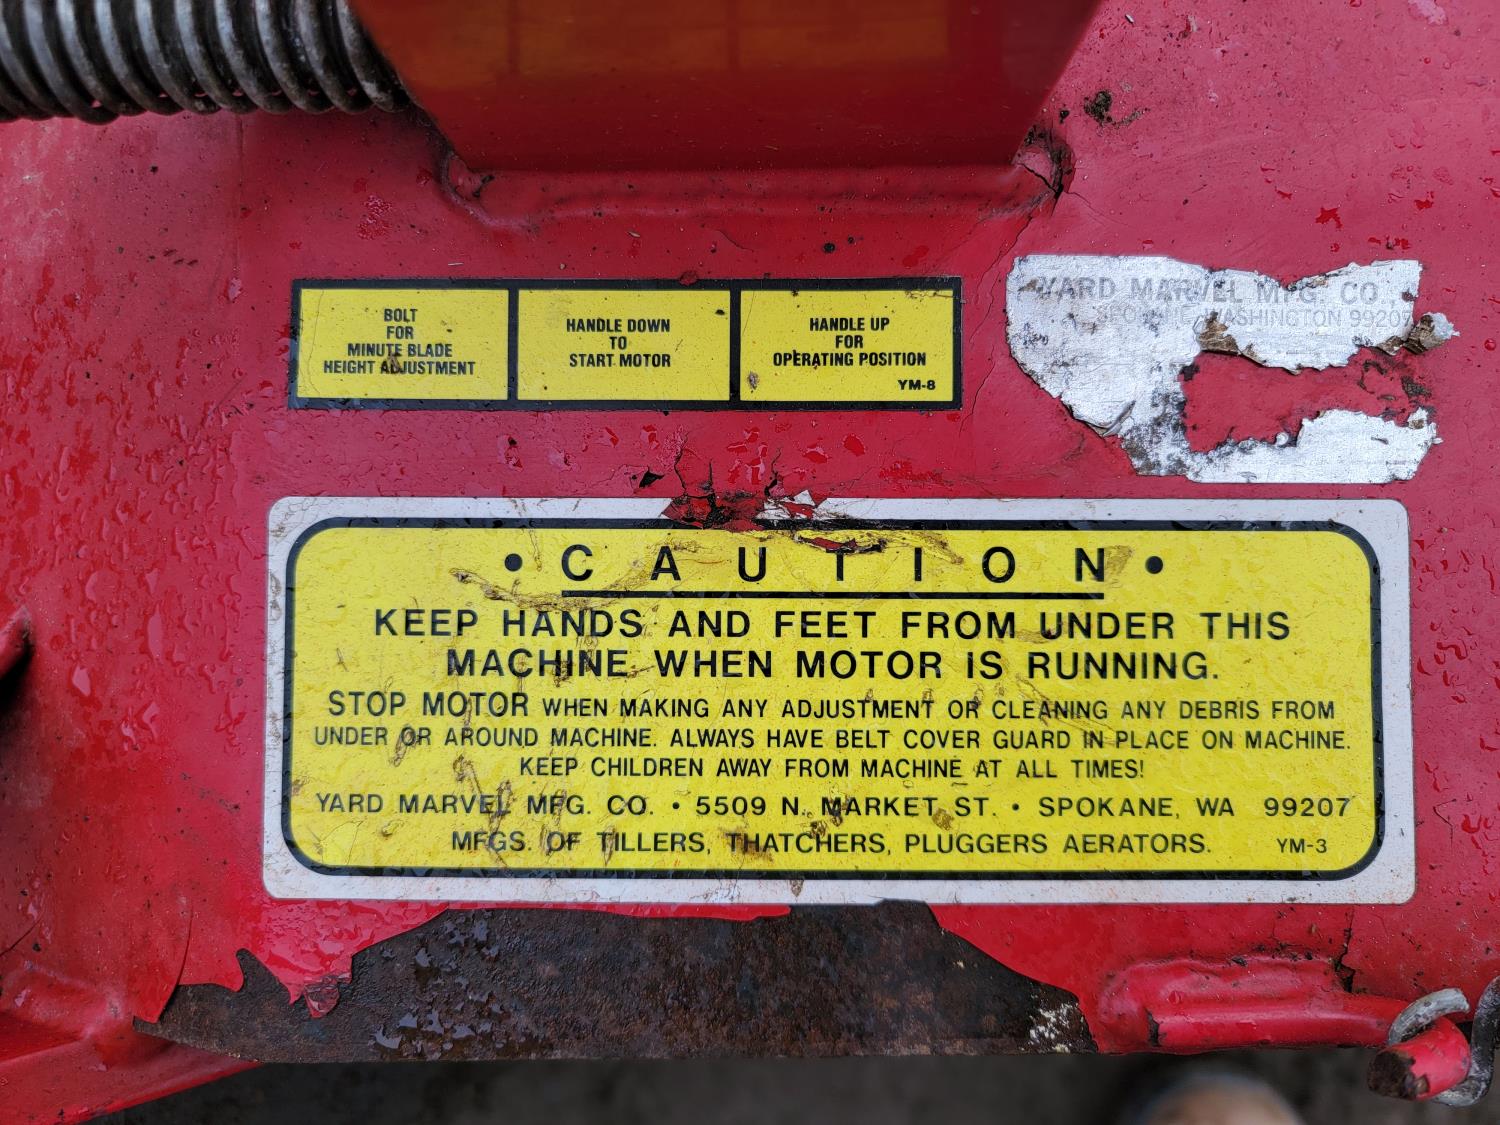 BOLT
FOR
MINUTE BLADE
HEIGHT ADJUSTMENT
HANDLE DOWN
TO
START MOTOR
HANDLE UP
FOR
OPERATING POSITION
YM-8
YARD MARVEL MFG. CO.,
SPOKANE, WASHINGTON 99207
• CAUTION •
KEEP HANDS AND FEET FROM UNDER THIS
MACHINE WHEN MOTOR IS RUNNING.
STOP MOTOR WHEN MAKING ANY ADJUSTMENT OR CLEANING ANY DEBRIS FROM
UNDER OR AROUND MACHINE. ALWAYS HAVE BELT COVER GUARD IN PLACE ON MACHINE.
KEEP CHILDREN AWAY FROM MACHINE AT ALL TIMES!
YARD MARVEL MFG. CO. • 5509 N. MARKET ST. • SPOKANE, WA 99207
MFGS. OF TILLERS, THATCHERS, PLUGGERS AERATORS. YM-3